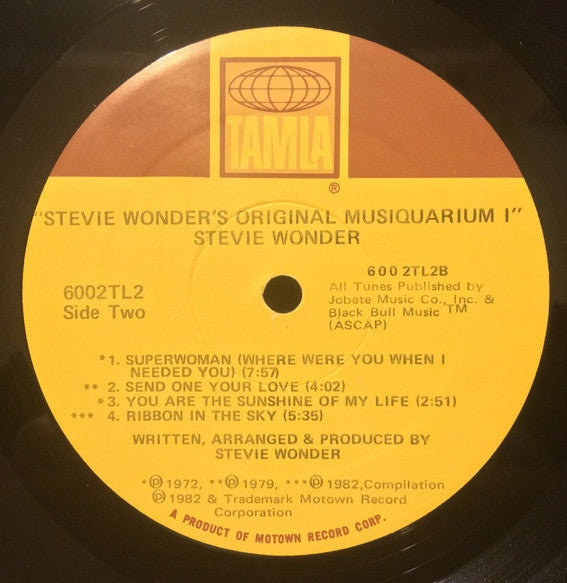 TAMLA
®
"STEVIE WONDER'S ORIGINAL MUSIQUARIUM I"
STEVIE WONDER
6002TL2
Side Two
6002TL2B
All Tunes Published by
Jobete Music Co., Inc. &
Black Bull Music ™
(ASCAP)
*1. SUPERWOMAN (WHERE WERE YOU WHEN I
NEEDED YOU) (7:57)
** 2. SEND ONE YOUR LOVE (4:02)
*3. YOU ARE THE SUNSHINE OF MY LIFE (2:51)
*** 4. RIBBON IN THE SKY (5:35)
WRITTEN, ARRANGED & PRODUCED BY
STEVIE WONDER
*℗ 1972, **℗ 1979, ***℗ 1982, Compilation
℗ 1982 & Trademark Motown Record
Corporation
A PRODUCT OF MOTOWN RECORD CORP.